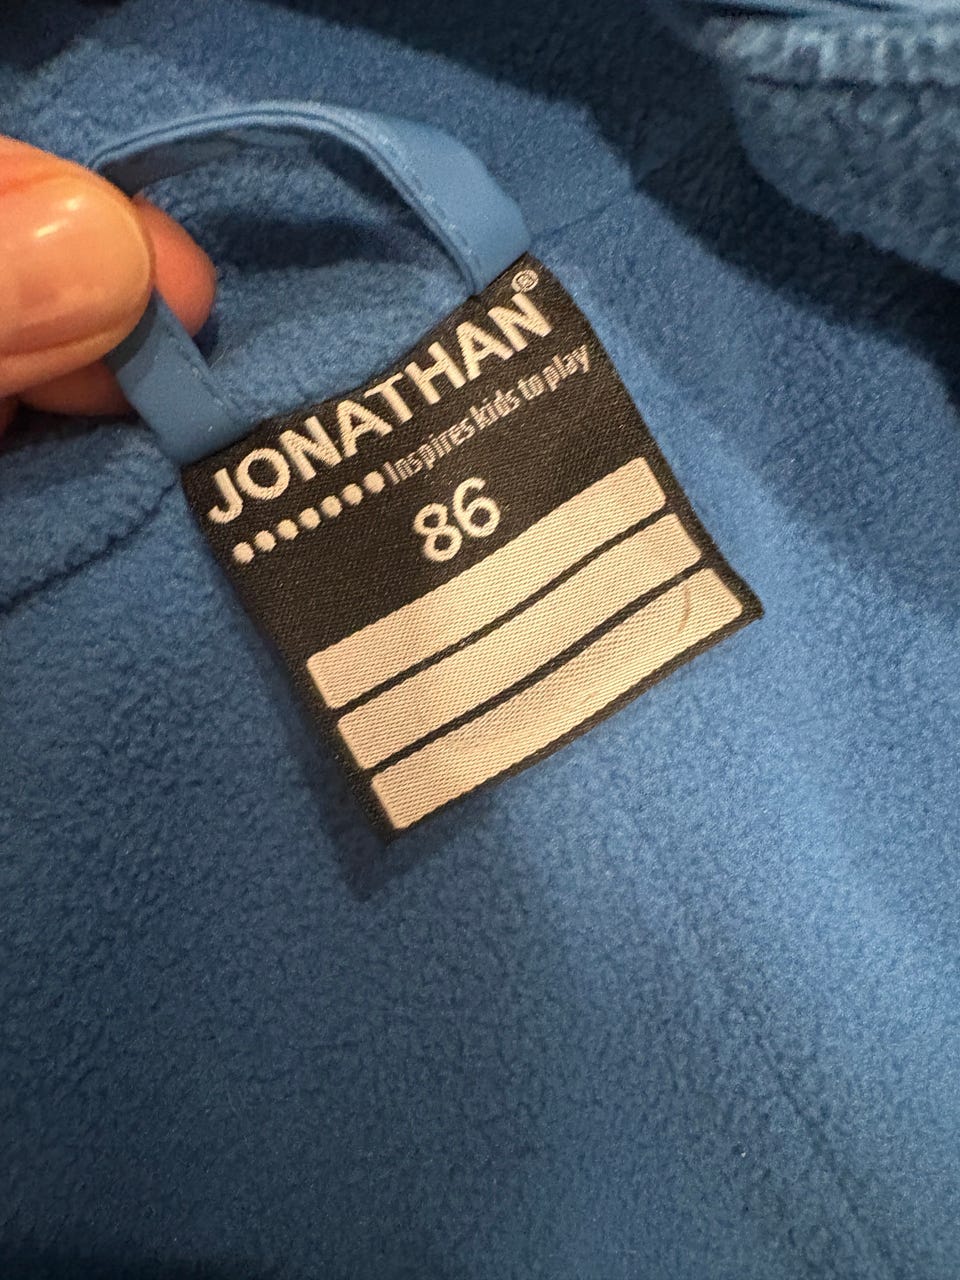 JONATHAN®
Inspires kids to play
86